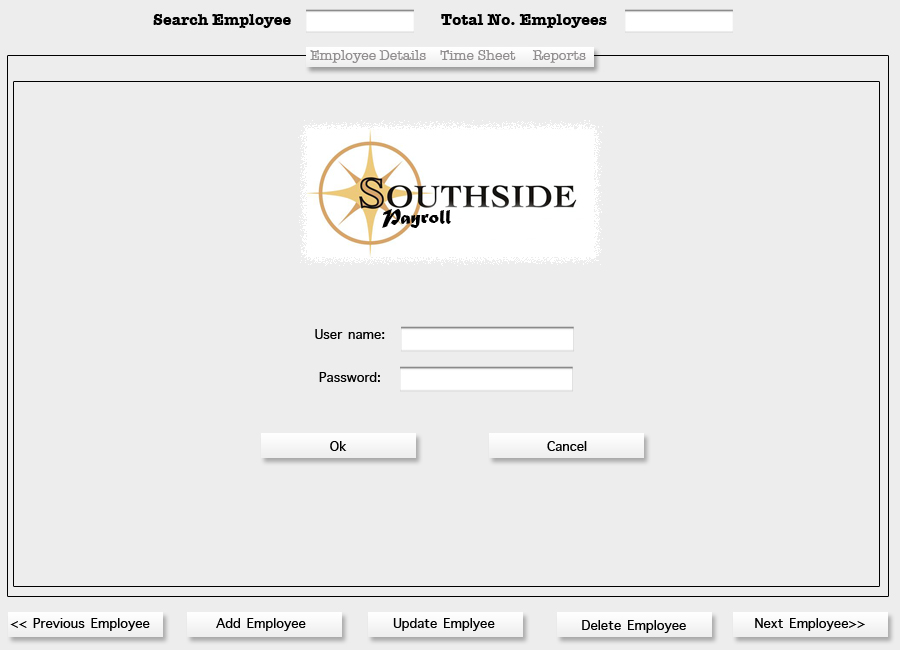 Search Employee Total No. Employees
Employee Details Time Sheet Reports
SOUTHSIDE
Payroll
User name:
Password:
Ok Cancel
<< Previous Employee Add Employee Update Emplyee Delete Employee Next Employee>>